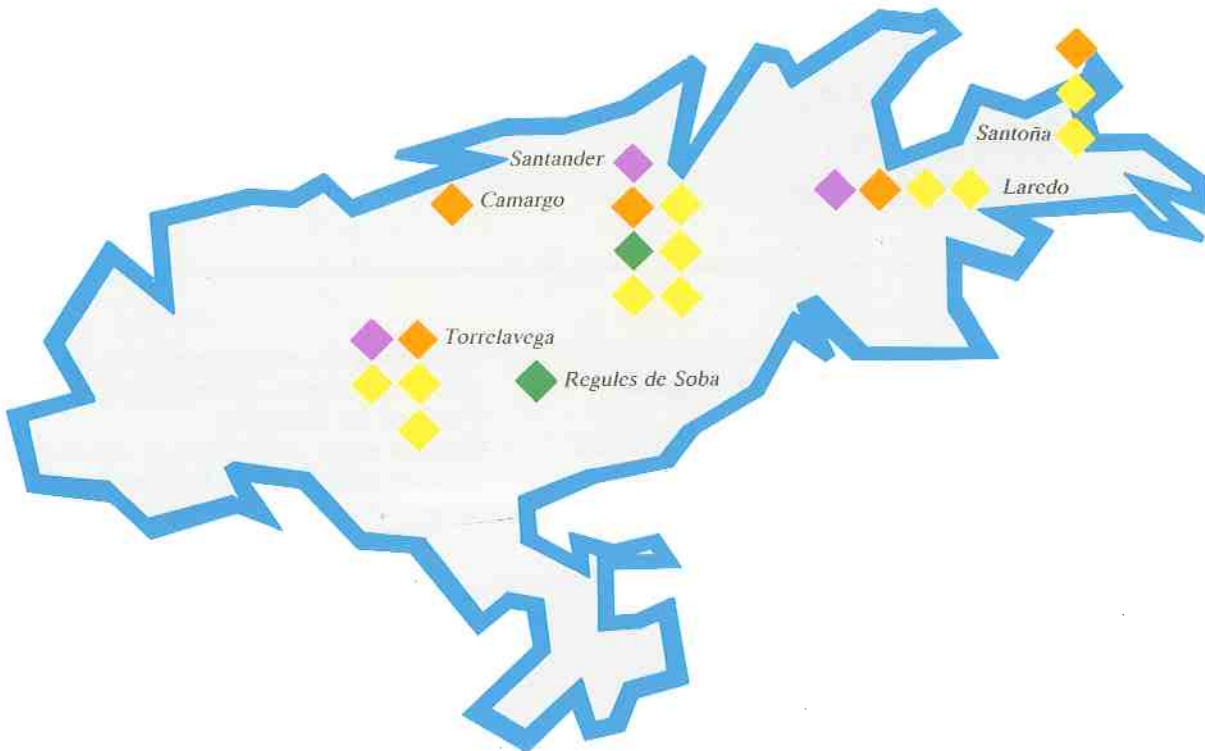 Santoña
Santander
Laredo
Camargo
Torrelavega
Regules de Soba